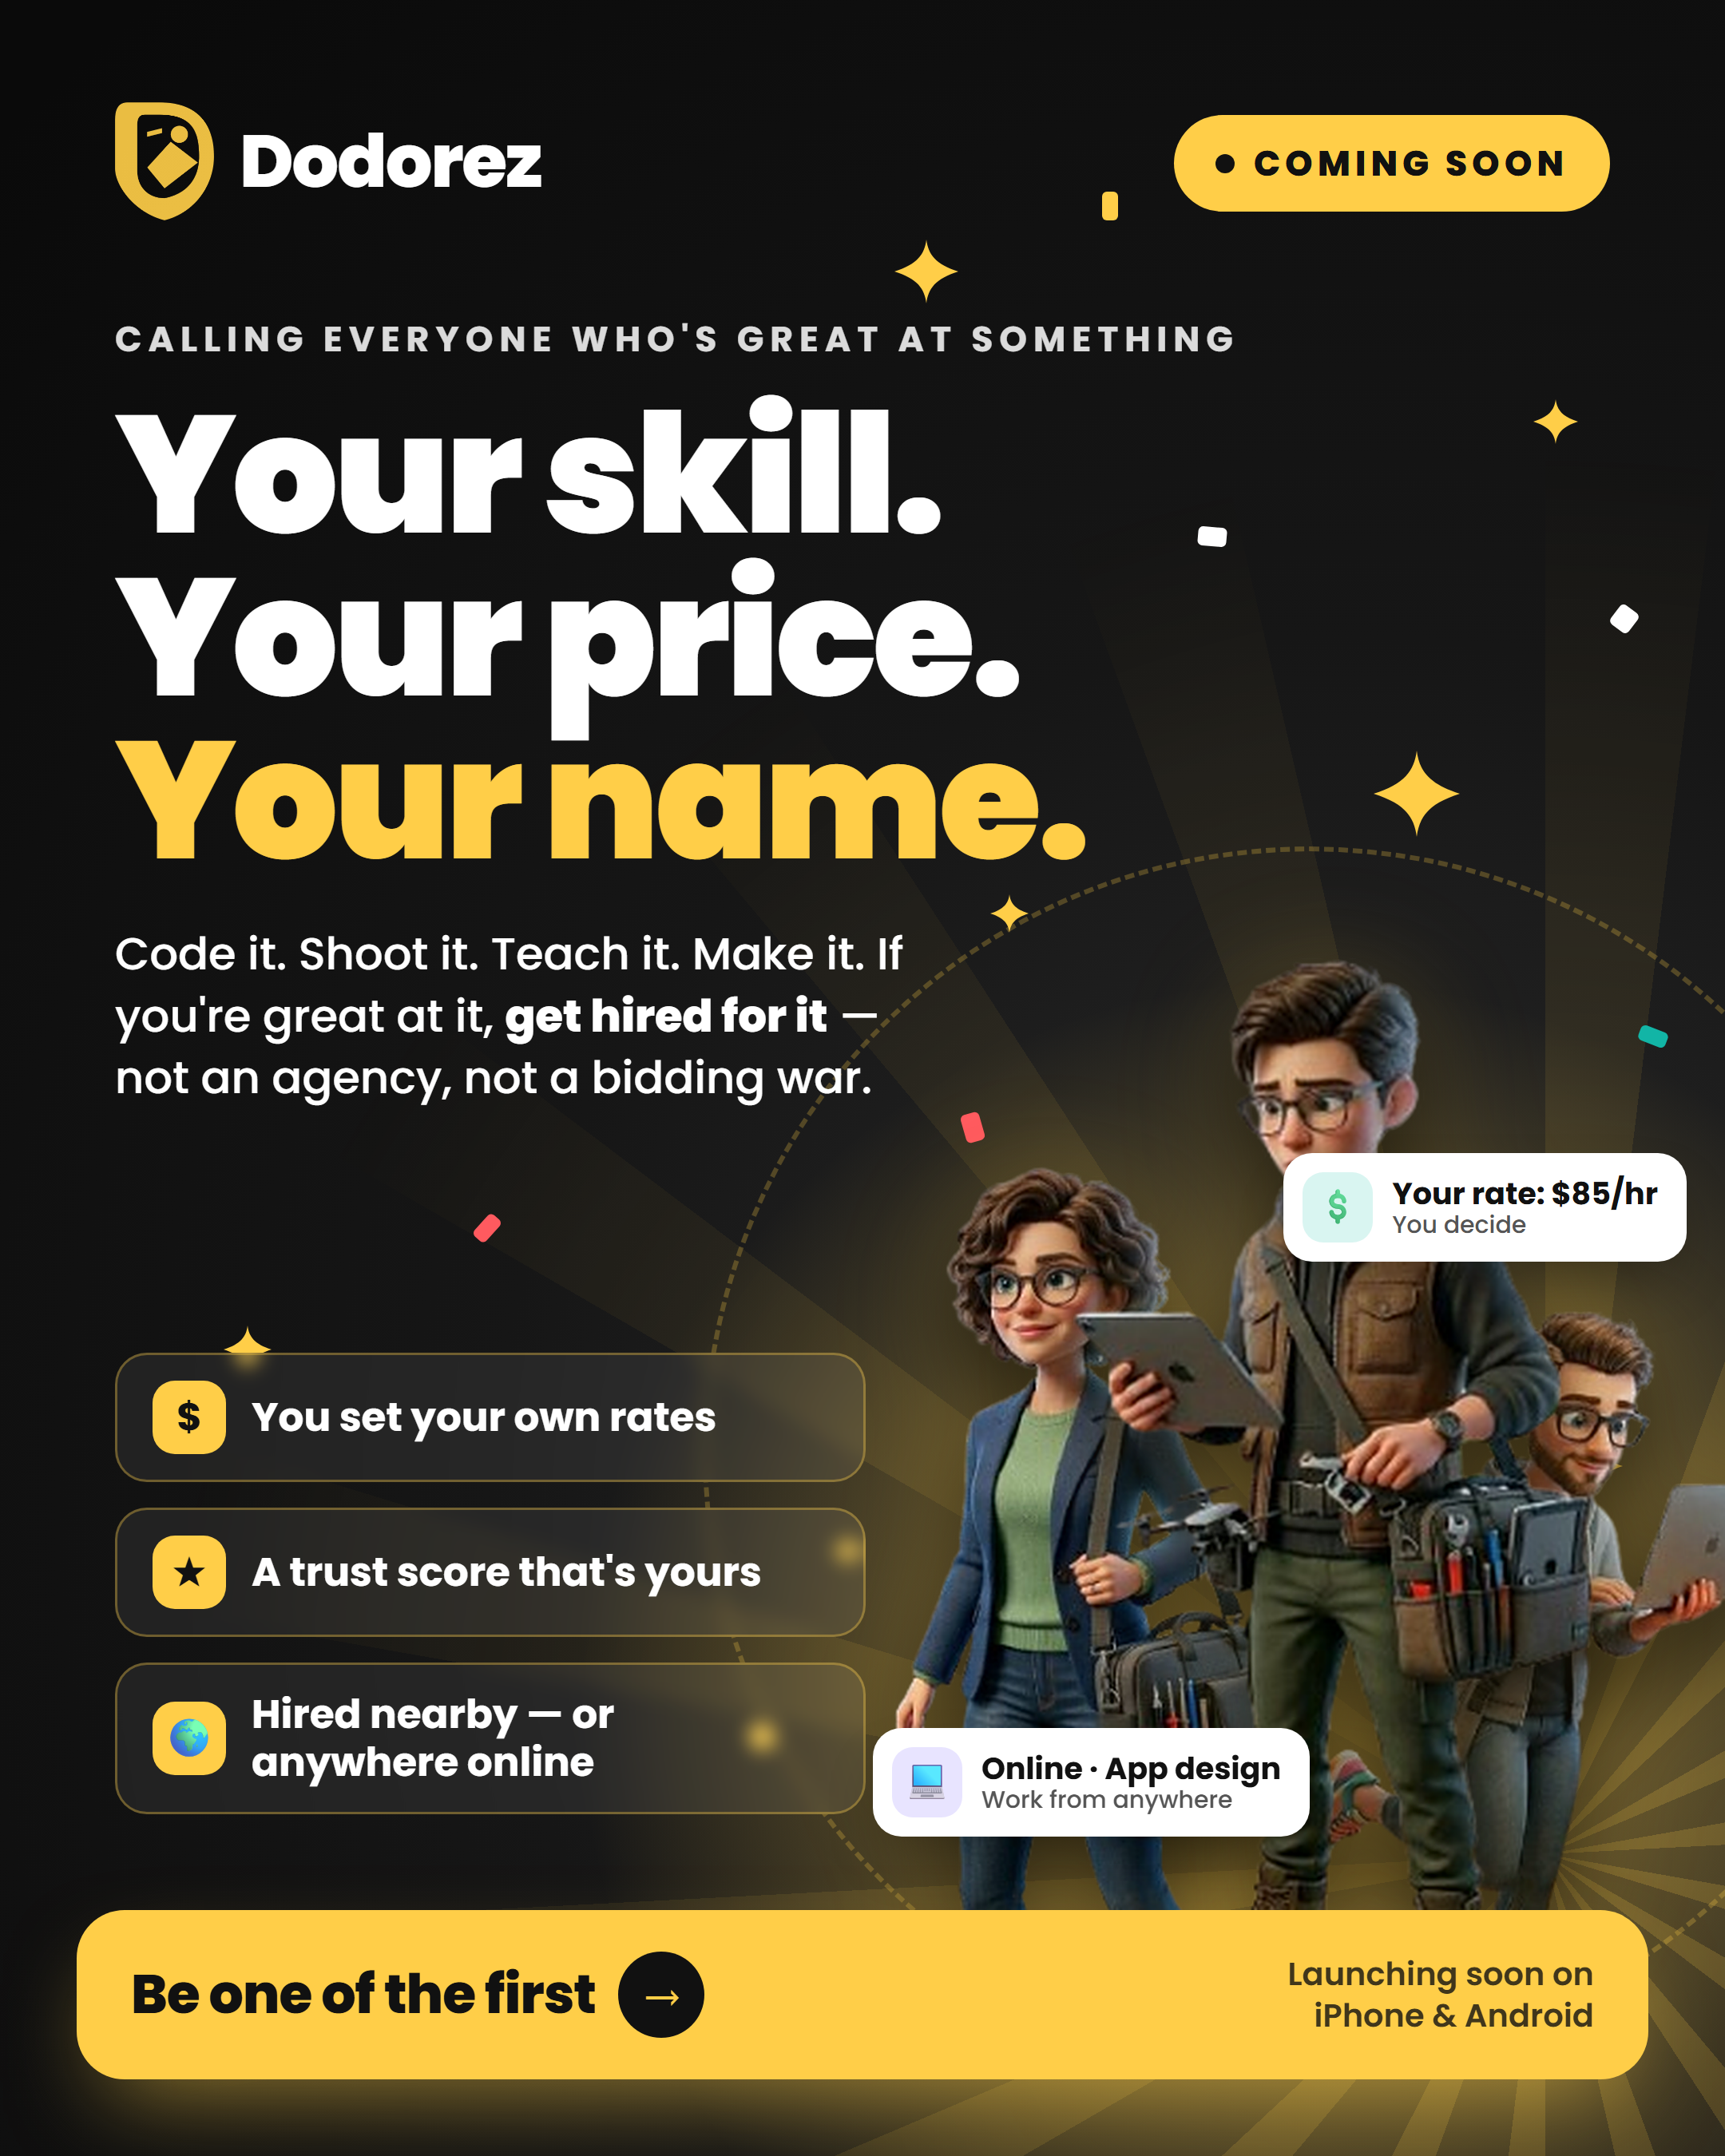 Dodorez
● COMING SOON
CALLING EVERYONE WHO'S GREAT AT SOMETHING
Your skill.
Your price.
Your name.
Code it. Shoot it. Teach it. Make it. If
you're great at it, get hired for it —
not an agency, not a bidding war.
$
Your rate: $85/hr
You decide
$ You set your own rates
★ A trust score that's yours
Hired nearby — or
anywhere online
Online · App design
Work from anywhere
Be one of the first →
Launching soon on
iPhone & Android